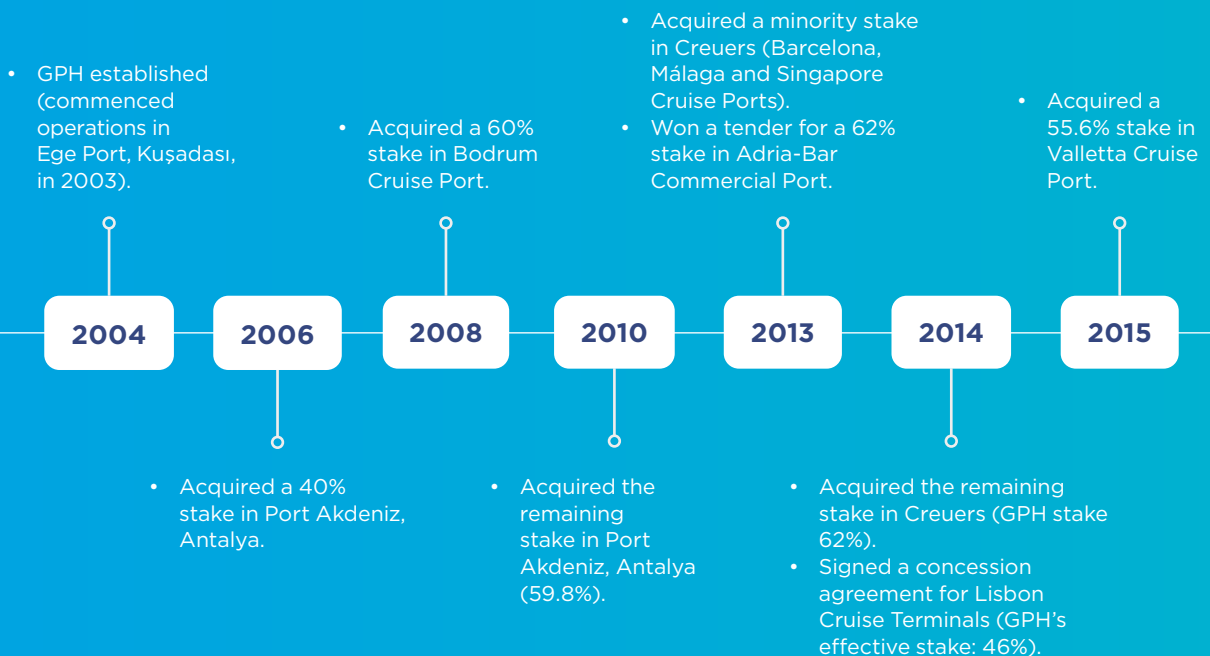 • GPH established
(commenced
operations in
Ege Port, Kuşadası,
in 2003).
2004
• Acquired a 40%
stake in Port Akdeniz,
Antalya.
2006
• Acquired a 60%
stake in Bodrum
Cruise Port.
2008
• Acquired the
remaining
stake in Port
Akdeniz, Antalya
(59.8%).
2010
• Acquired a minority stake
in Creuers (Barcelona,
Málaga and Singapore
Cruise Ports).
• Won a tender for a 62%
stake in Adria-Bar
Commercial Port.
2013
• Acquired the remaining
stake in Creuers (GPH stake
62%).
• Signed a concession
agreement for Lisbon
Cruise Terminals (GPH’s
effective stake: 46%).
2014
• Acquired a
55.6% stake in
Valletta Cruise
Port.
2015